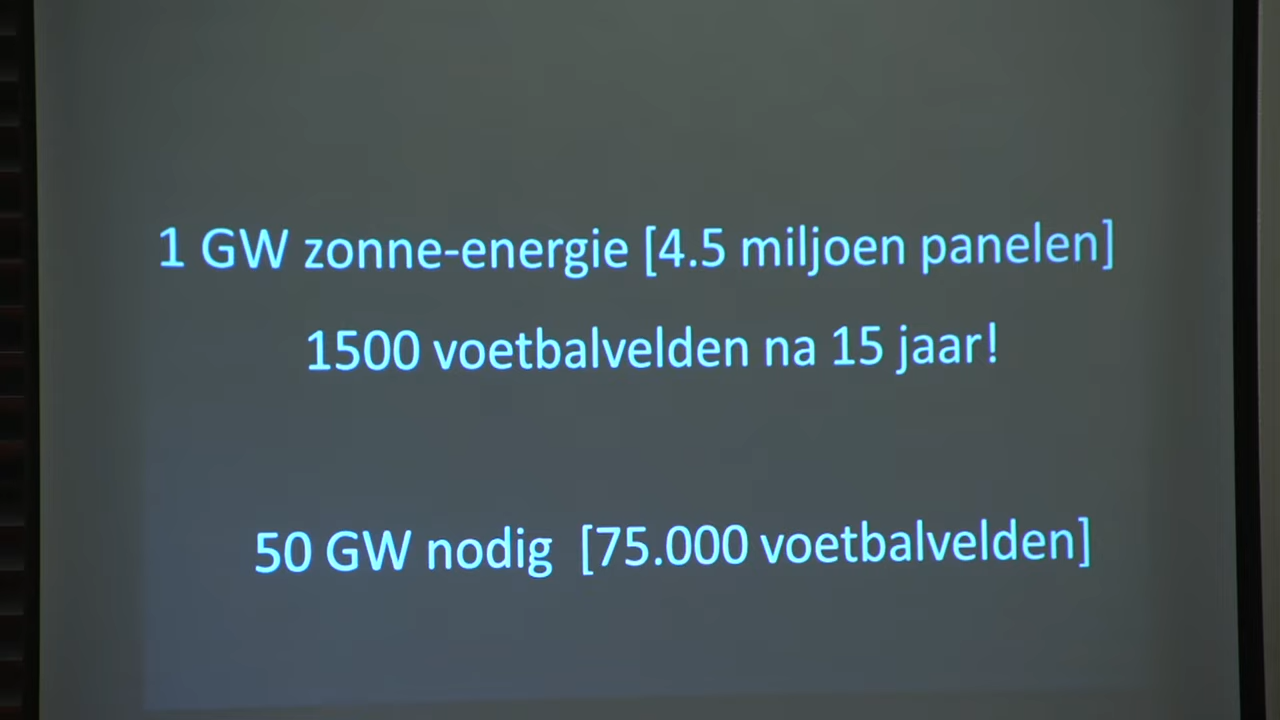 1 GW zonne-energie [4.5 miljoen panelen]
1500 voetbalvelden na 15 jaar!
50 GW nodig [75.000 voetbalvelden]